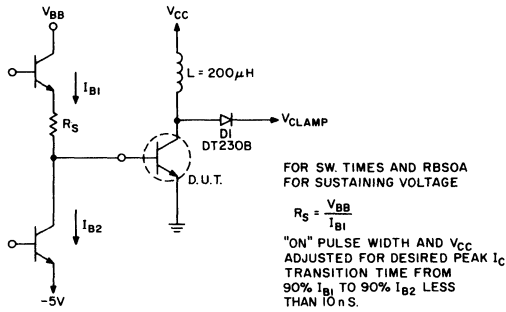 VBB
IB1
RS
IB2
-5V
VCC
L = 200μH
D1
DT230B
VCLAMP
D.U.T.
FOR SW. TIMES AND RBSOA
FOR SUSTAINING VOLTAGE
RS = VBB / IB1
"ON" PULSE WIDTH AND VCC
ADJUSTED FOR DESIRED PEAK IC
TRANSITION TIME FROM
90% IB1 TO 90% IB2 LESS
THAN 10nS.